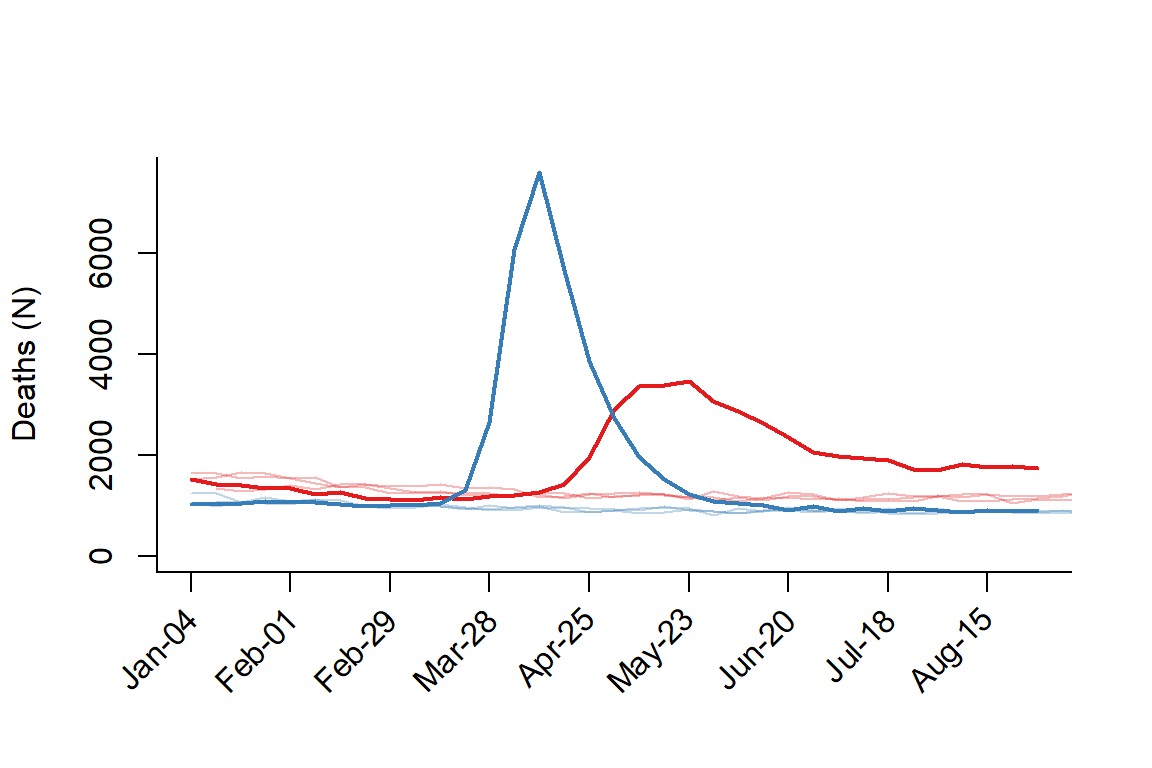 Deaths (N)
6000
4000
2000
0
Jan-04
Feb-01
Feb-29
Mar-28
Apr-25
May-23
Jun-20
Jul-18
Aug-15